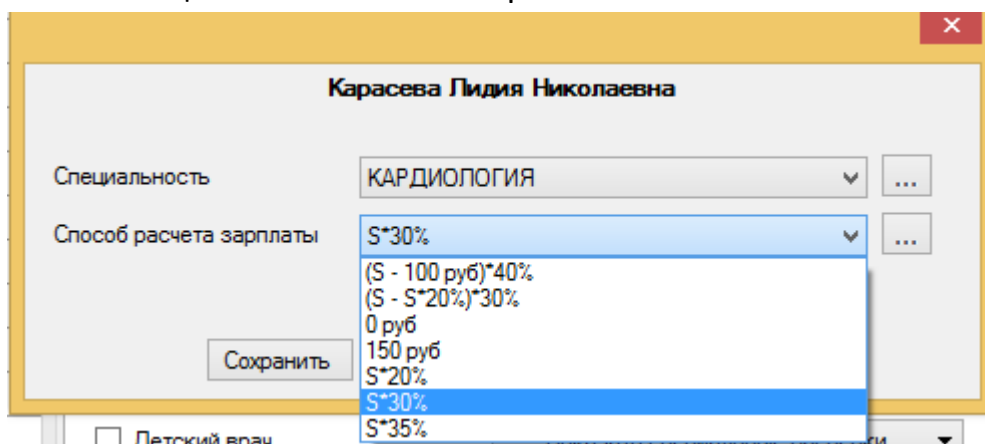 Карасева Лидия Николаевна
Специальность КАРДИОЛОГИЯ ...
Способ расчета зарплаты S*30% ...
(S - 100 руб)*40%
(S - S*20%)*30%
0 руб
150 руб
Сохранить
S*20%
S*30%
S*35%
Детский врач